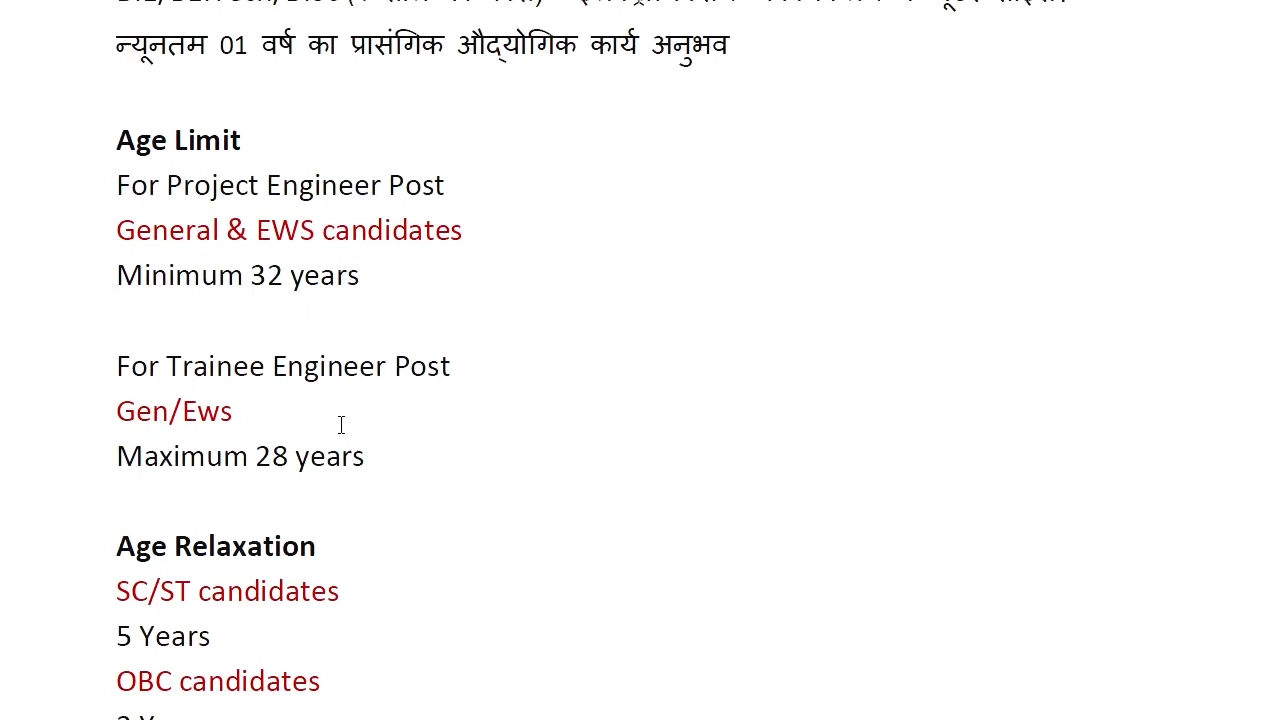 न्यूनतम 01 वर्ष का प्रासंगिक औद्योगिक कार्य अनुभव
Age Limit
For Project Engineer Post
General & EWS candidates
Minimum 32 years
For Trainee Engineer Post
Gen/Ews
Maximum 28 years
Age Relaxation
SC/ST candidates
5 Years
OBC candidates